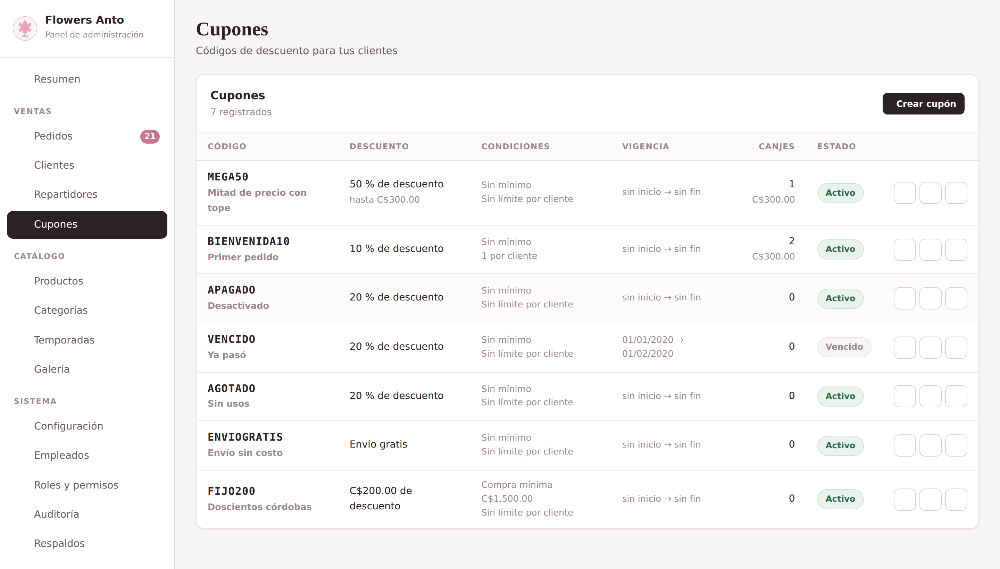 Flowers Anto
Panel de administración
Anto
Resumen
VENTAS
Pedidos 21
Clientes
Repartidores
Cupones
CATÁLOGO
Productos
Categorías
Temporadas
Galería
SISTEMA
Configuración
Empleados
Roles y permisos
Auditoría
Respaldos
Cupones
Códigos de descuento para tus clientes
Cupones
7 registrados
Crear cupón
CÓDIGO DESCUENTO CONDICIONES VIGENCIA CANJES ESTADO
MEGA50
Mitad de precio con
tope
50 % de descuento
hasta C$300.00
Sin mínimo
Sin límite por cliente
sin inicio → sin fin
1
C$300.00
Activo
BIENVENIDA10
Primer pedido
10 % de descuento
Sin mínimo
1 por cliente
sin inicio → sin fin
2
C$300.00
Activo
APAGADO
Desactivado
20 % de descuento
Sin mínimo
Sin límite por cliente
sin inicio → sin fin
0
Activo
VENCIDO
Ya pasó
20 % de descuento
Sin mínimo
Sin límite por cliente
01/01/2020 →
01/02/2020
0
Vencido
AGOTADO
Sin usos
20 % de descuento
Sin mínimo
Sin límite por cliente
sin inicio → sin fin
0
Activo
ENVIOGRATIS
Envío sin costo
Envío gratis
Sin mínimo
Sin límite por cliente
sin inicio → sin fin
0
Activo
FIJO200
Doscientos córdobas
C$200.00 de
descuento
Compra mínima
C$1,500.00
Sin límite por cliente
sin inicio → sin fin
0
Activo